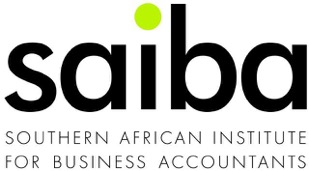 saiba
SOUTHERN AFRICAN INSTITUTE
FOR BUSINESS ACCOUNTANTS